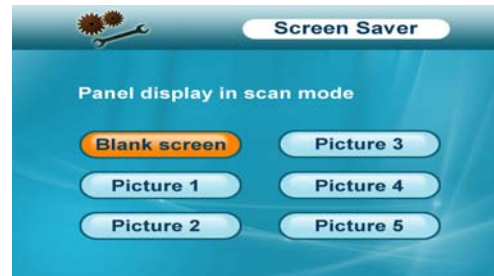 Screen Saver
Panel display in scan mode
Blank screen
Picture 3
Picture 1
Picture 4
Picture 2
Picture 5